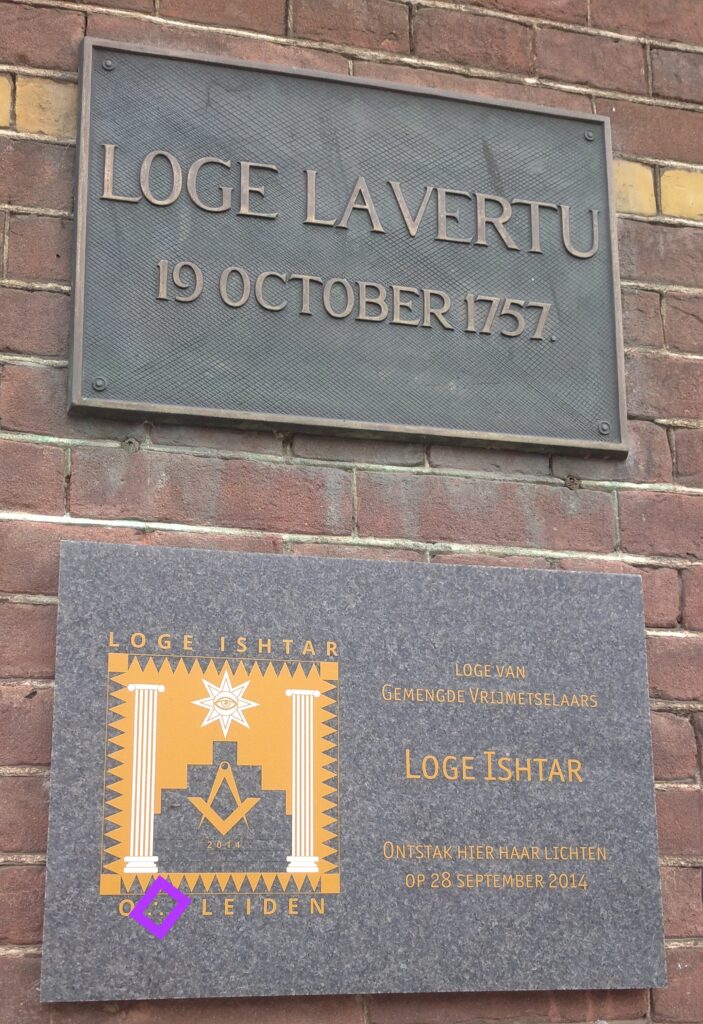 LOGE LA VERTU
19 OCTOBER 1757.
LOGE ISHTAR
2014
O∴ LEIDEN
LOGE VAN
GEMENGDE VRIJMETSELAARS
LOGE ISHTAR
ONTSTAK HIER HAAR LICHTEN
OP 28 SEPTEMBER 2014